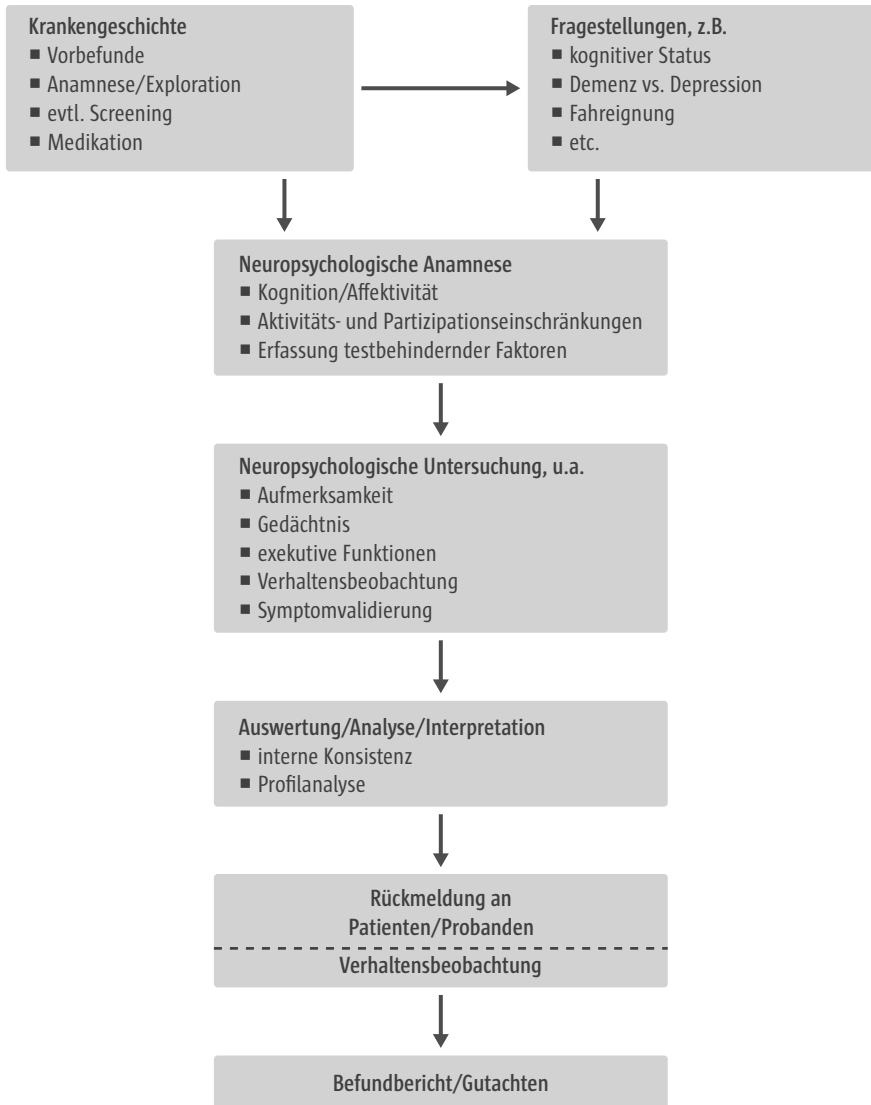 Krankengeschichte
■ Vorbefunde
■ Anamnese/Exploration
■ evtl. Screening
■ Medikation
Fragestellungen, z.B.
■ kognitiver Status
■ Demenz vs. Depression
■ Fahreignung
■ etc.
Neuropsychologische Anamnese
■ Kognition/Affektivität
■ Aktivitäts- und Partizipationseinschränkungen
■ Erfassung testbehindernder Faktoren
Neuropsychologische Untersuchung, u.a.
■ Aufmerksamkeit
■ Gedächtnis
■ exekutive Funktionen
■ Verhaltensbeobachtung
■ Symptomvalidierung
Auswertung/Analyse/Interpretation
■ interne Konsistenz
■ Profilanalyse
Rückmeldung an
Patienten/Probanden
Verhaltensbeobachtung
Befundbericht/Gutachten